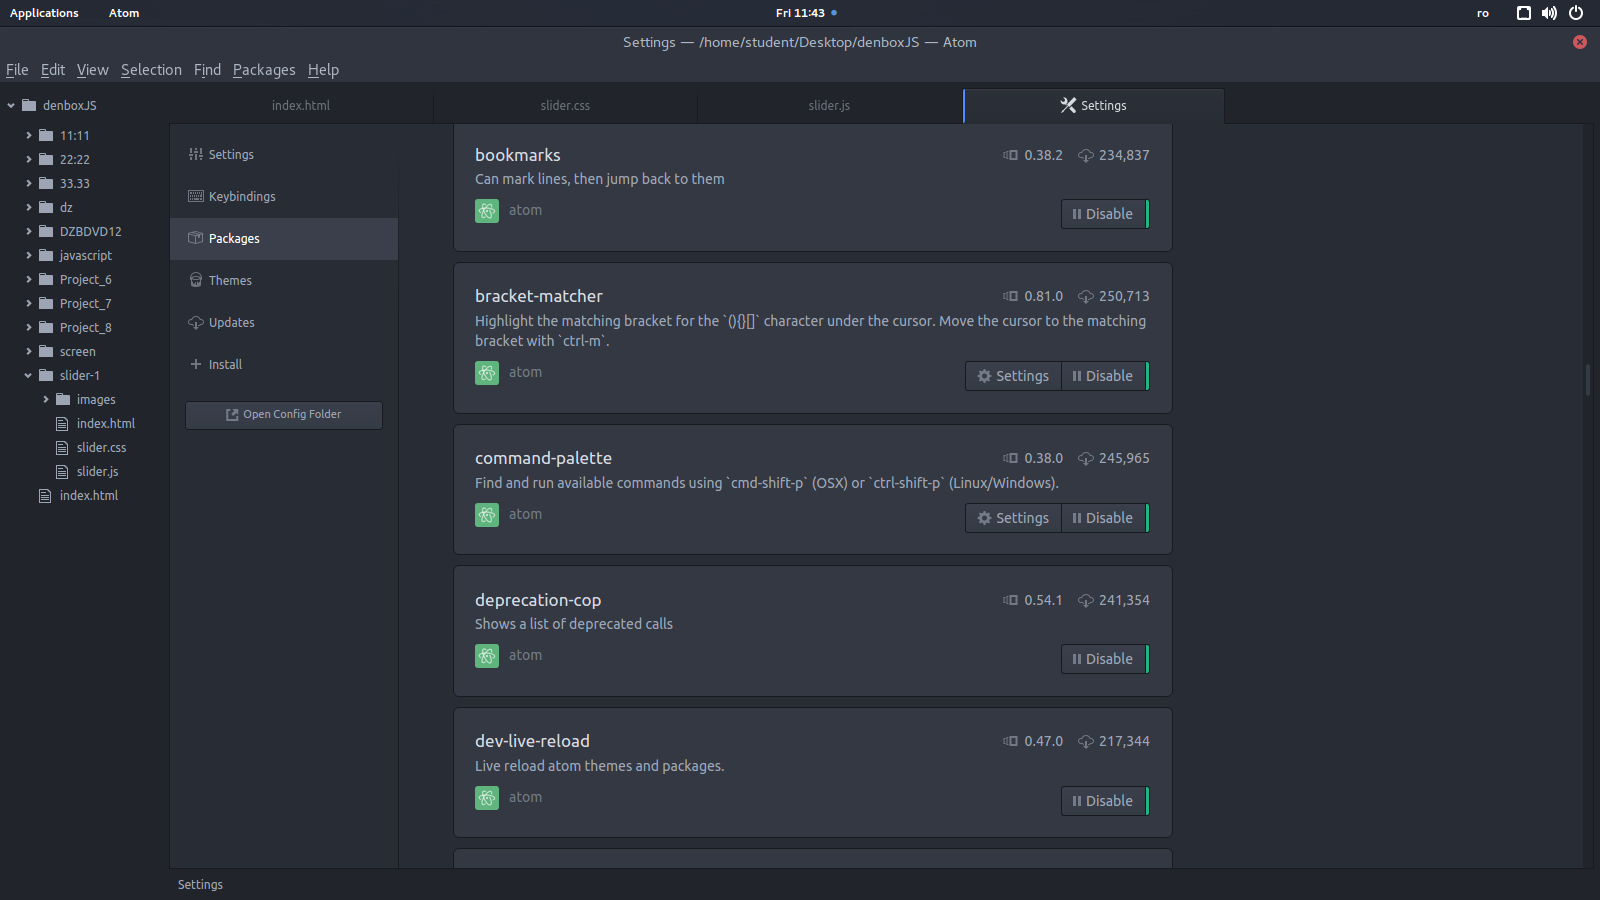 Applications Atom Fri 11:43 ro
Settings — /home/student/Desktop/denboxJS — Atom
File Edit View Selection Find Packages Help
denboxJS
11:11
22:22
33.33
dz
DZBDVD12
javascript
Project_6
Project_7
Project_8
screen
slider-1
images
index.html
slider.css
slider.js
index.html
index.html slider.css slider.js Settings
Settings
Keybindings
Packages
Themes
Updates
Install
Open Config Folder
bookmarks 0.38.2 234,837
Can mark lines, then jump back to them
atom
Disable
bracket-matcher 0.81.0 250,713
Highlight the matching bracket for the `(){}[]` character under the cursor. Move the cursor to the matching
bracket with `ctrl-m`.
atom
Settings Disable
command-palette 0.38.0 245,965
Find and run available commands using `cmd-shift-p` (OSX) or `ctrl-shift-p` (Linux/Windows).
atom
Settings Disable
deprecation-cop 0.54.1 241,354
Shows a list of deprecated calls
atom
Disable
dev-live-reload 0.47.0 217,344
Live reload atom themes and packages.
atom
Disable
Settings